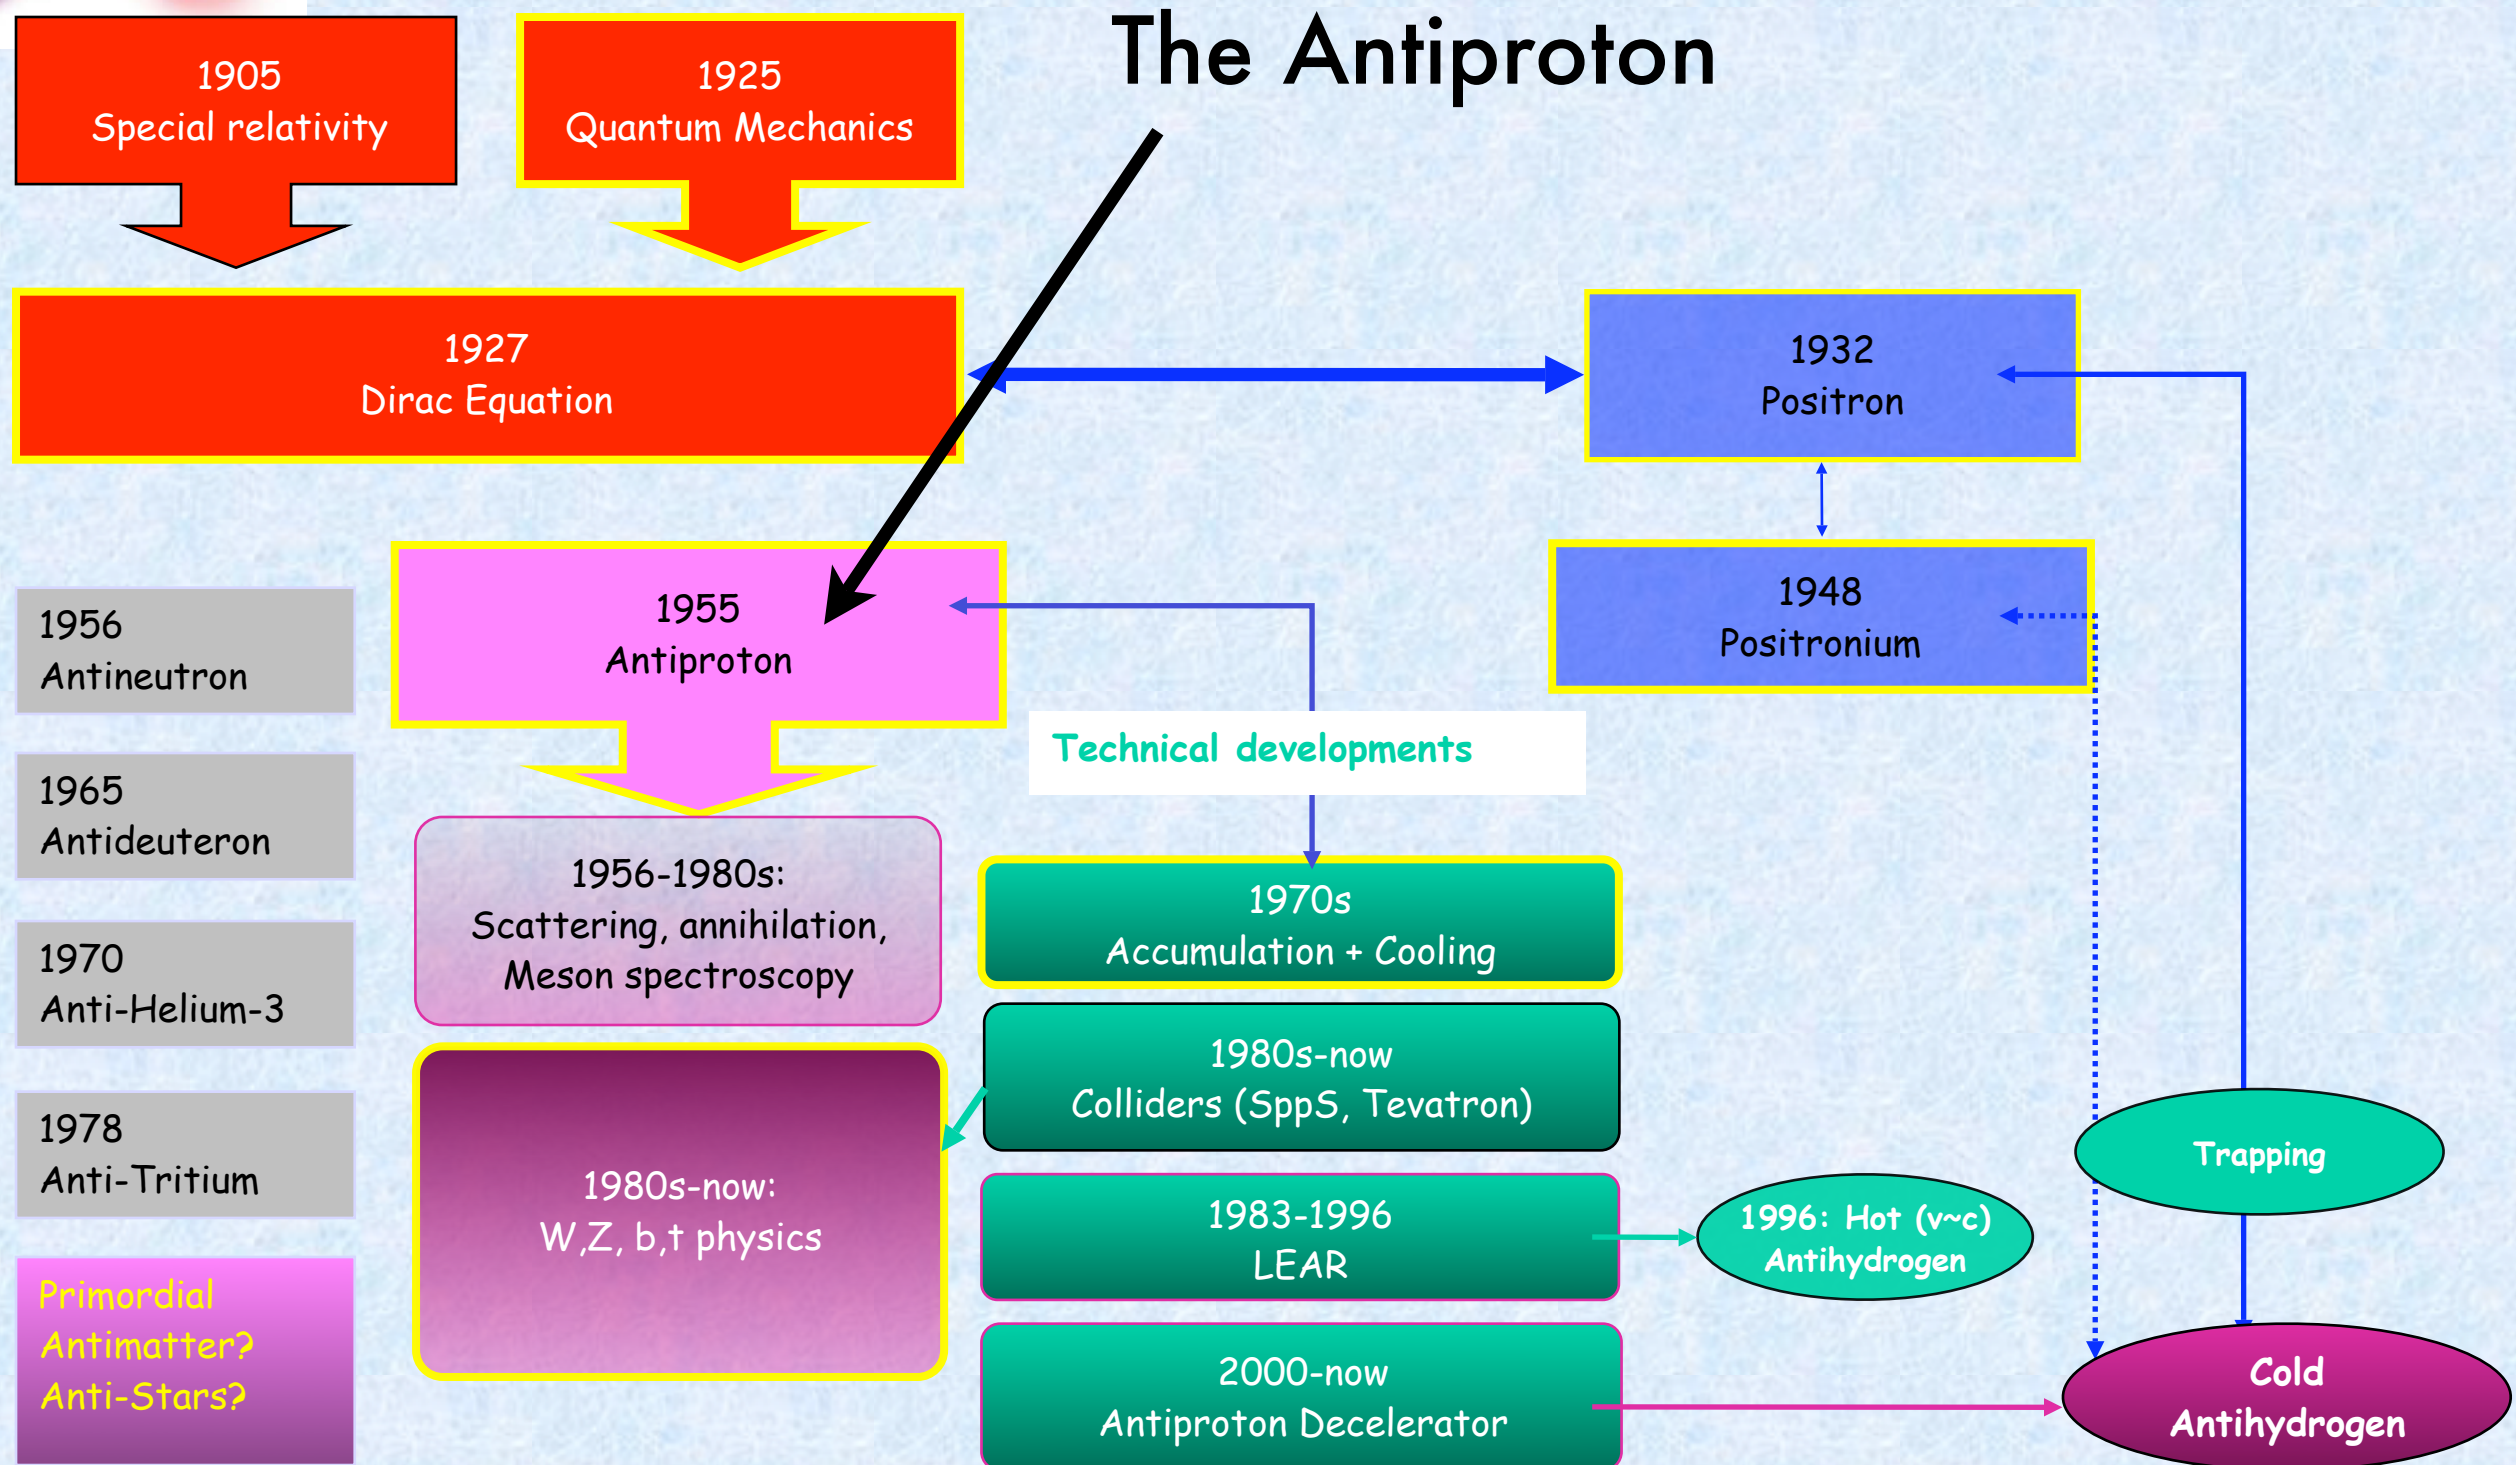 The Antiproton
1905
Special relativity
1925
Quantum Mechanics
1927
Dirac Equation
1932
Positron
1948
Positronium
1955
Antiproton
1956
Antineutron
1965
Antideuteron
1970
Anti-Helium-3
1978
Anti-Tritium
Primordial
Antimatter?
Anti-Stars?
1956-1980s:
Scattering, annihilation,
Meson spectroscopy
1980s-now:
W,Z, b,t physics
Technical developments
1970s
Accumulation + Cooling
1980s-now
Colliders (SppS, Tevatron)
1983-1996
LEAR
2000-now
Antiproton Decelerator
1996: Hot (v~c)
Antihydrogen
Trapping
Cold
Antihydrogen